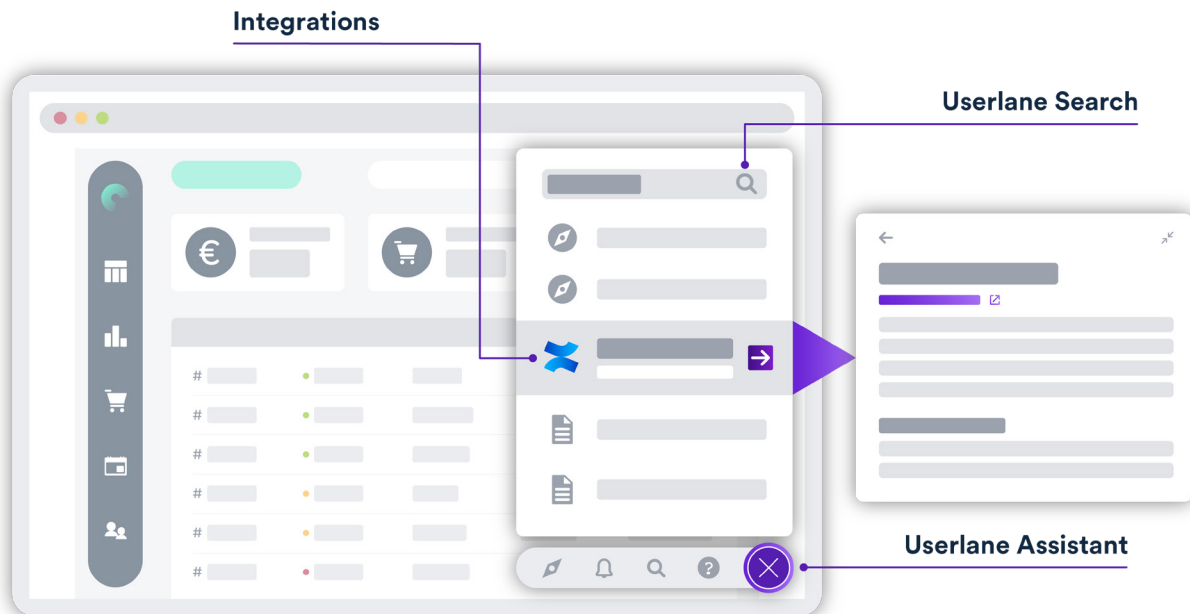 Integrations
Userlane Search
€
#
#
#
#
#
#
?
Userlane Assistant